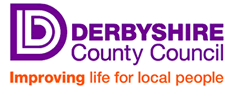 DERBYSHIRE
County Council
Improving life for local people